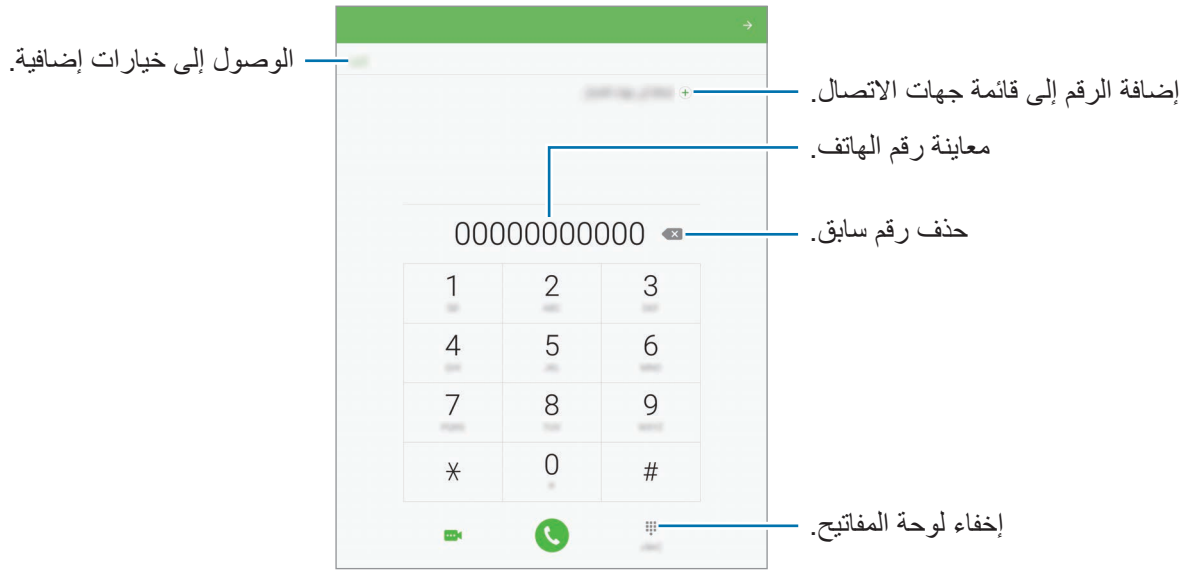 الوصول إلى خيارات إضافية.
إضافة الرقم إلى قائمة جهات الاتصال.
معاينة رقم الهاتف.
00000000000
حذف رقم سابق.
1 2 3
4 5 6
7 8 9
* 0 #
إخفاء لوحة المفاتيح.